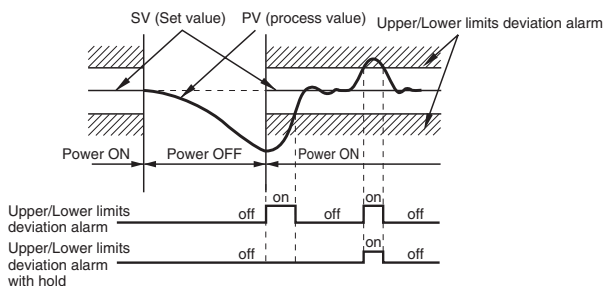 SV (Set value) PV (process value)
Upper/Lower limits deviation alarm
Power ON Power OFF Power ON
Upper/Lower limits
deviation alarm
off on off on off
Upper/Lower limits
deviation alarm
with hold
off on off